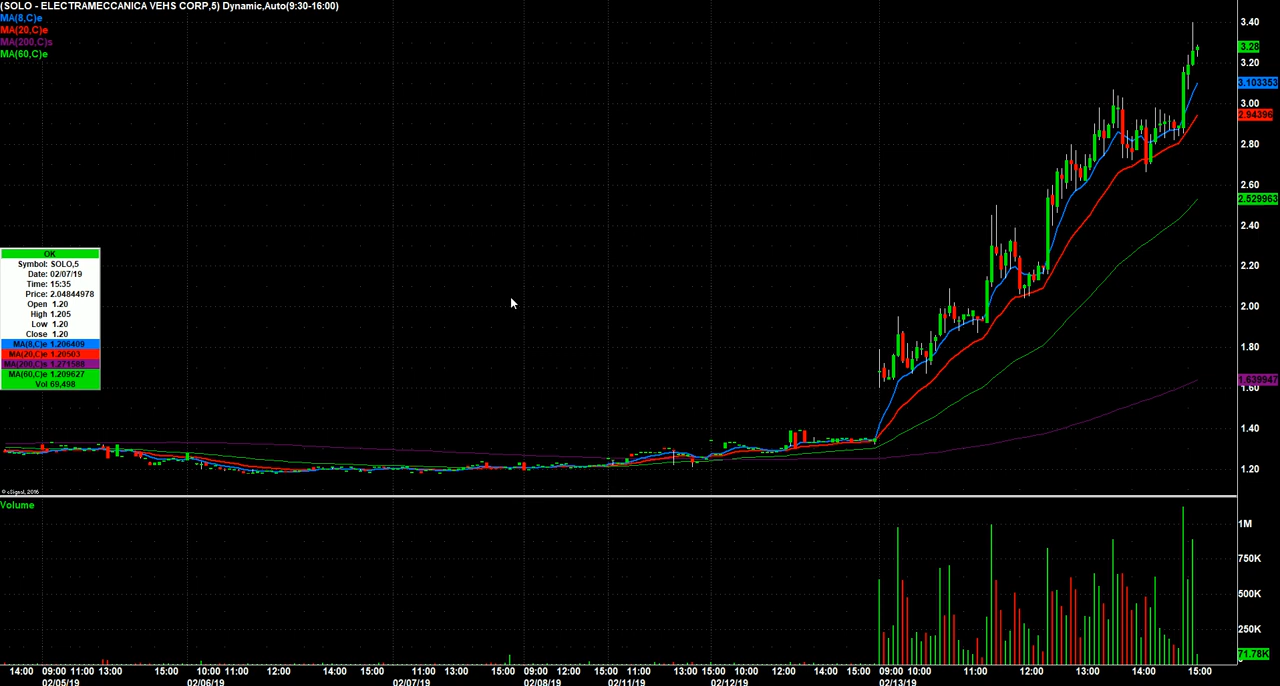 (SOLO - ELECTRAMECCANICA VEHS CORP,5) Dynamic,Auto(9:30-16:00)
MA(8,C)e
MA(20,C)e
MA(200,C)s
MA(60,C)e
3.40
3.28
3.20
3.103353
3.00
2.94398
2.80
2.60
2.529963
2.40
2.20
2.00
1.80
1.639947
1.60
1.40
1.20
OK
Symbol: SOLO,5
Date: 02/07/19
Time: 15:35
Price: 2.04844978
Open 1.20
High 1.205
Low 1.20
Close 1.20
MA(8,C)e 1.206409
MA(20,C)e 1.20503
MA(200,C)s 1.271588
MA(60,C)e 1.209627
Vol 69,498
© eSignal, 2016
Volume
1M
750K
500K
250K
71.78K
14:00 09:00 11:00 13:00 15:00 10:00 11:00 12:00 14:00 15:00 11:00 13:00 15:00 09:00 12:00 15:00 11:00 13:00 15:00 10:00 12:00 14:00 15:00 09:00 10:00 11:00 12:00 13:00 14:00 15:00
02/05/19 02/06/19 02/07/19 02/08/19 02/11/19 02/12/19 02/13/19